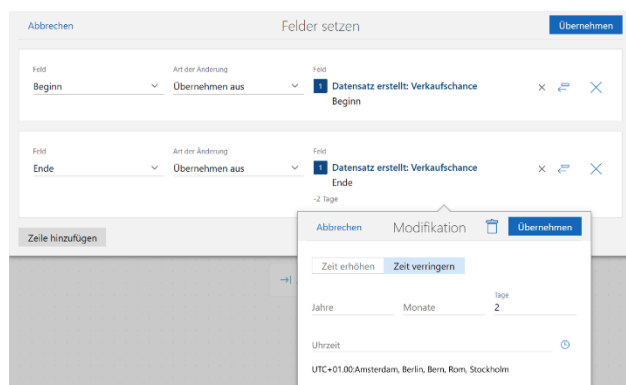 Abbrechen Felder setzen Übernehmen
Feld Art der Änderung Feld
Beginn Übernehmen aus 1 Datensatz erstellt: Verkaufschance
Beginn
Feld Art der Änderung Feld
Ende Übernehmen aus 1 Datensatz erstellt: Verkaufschance
Ende
-2 Tage
Zeile hinzufügen
Abbrechen Modifikation Übernehmen
Zeit erhöhen Zeit verringern
Tage
Jahre Monate 2
Uhrzeit
UTC+01.00:Amsterdam, Berlin, Bern, Rom, Stockholm